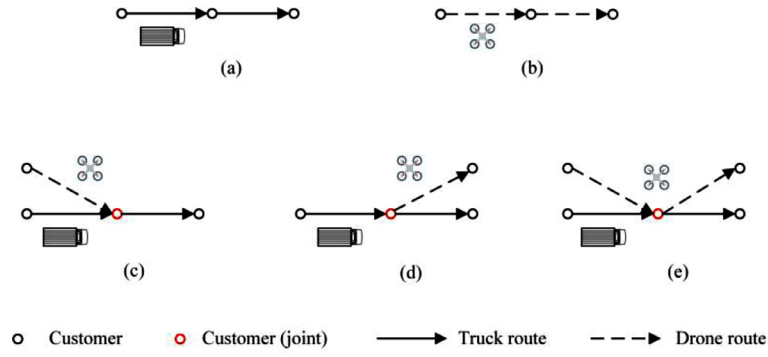 (a) (b)
(c) (d) (e)
Customer Customer (joint) Truck route Drone route